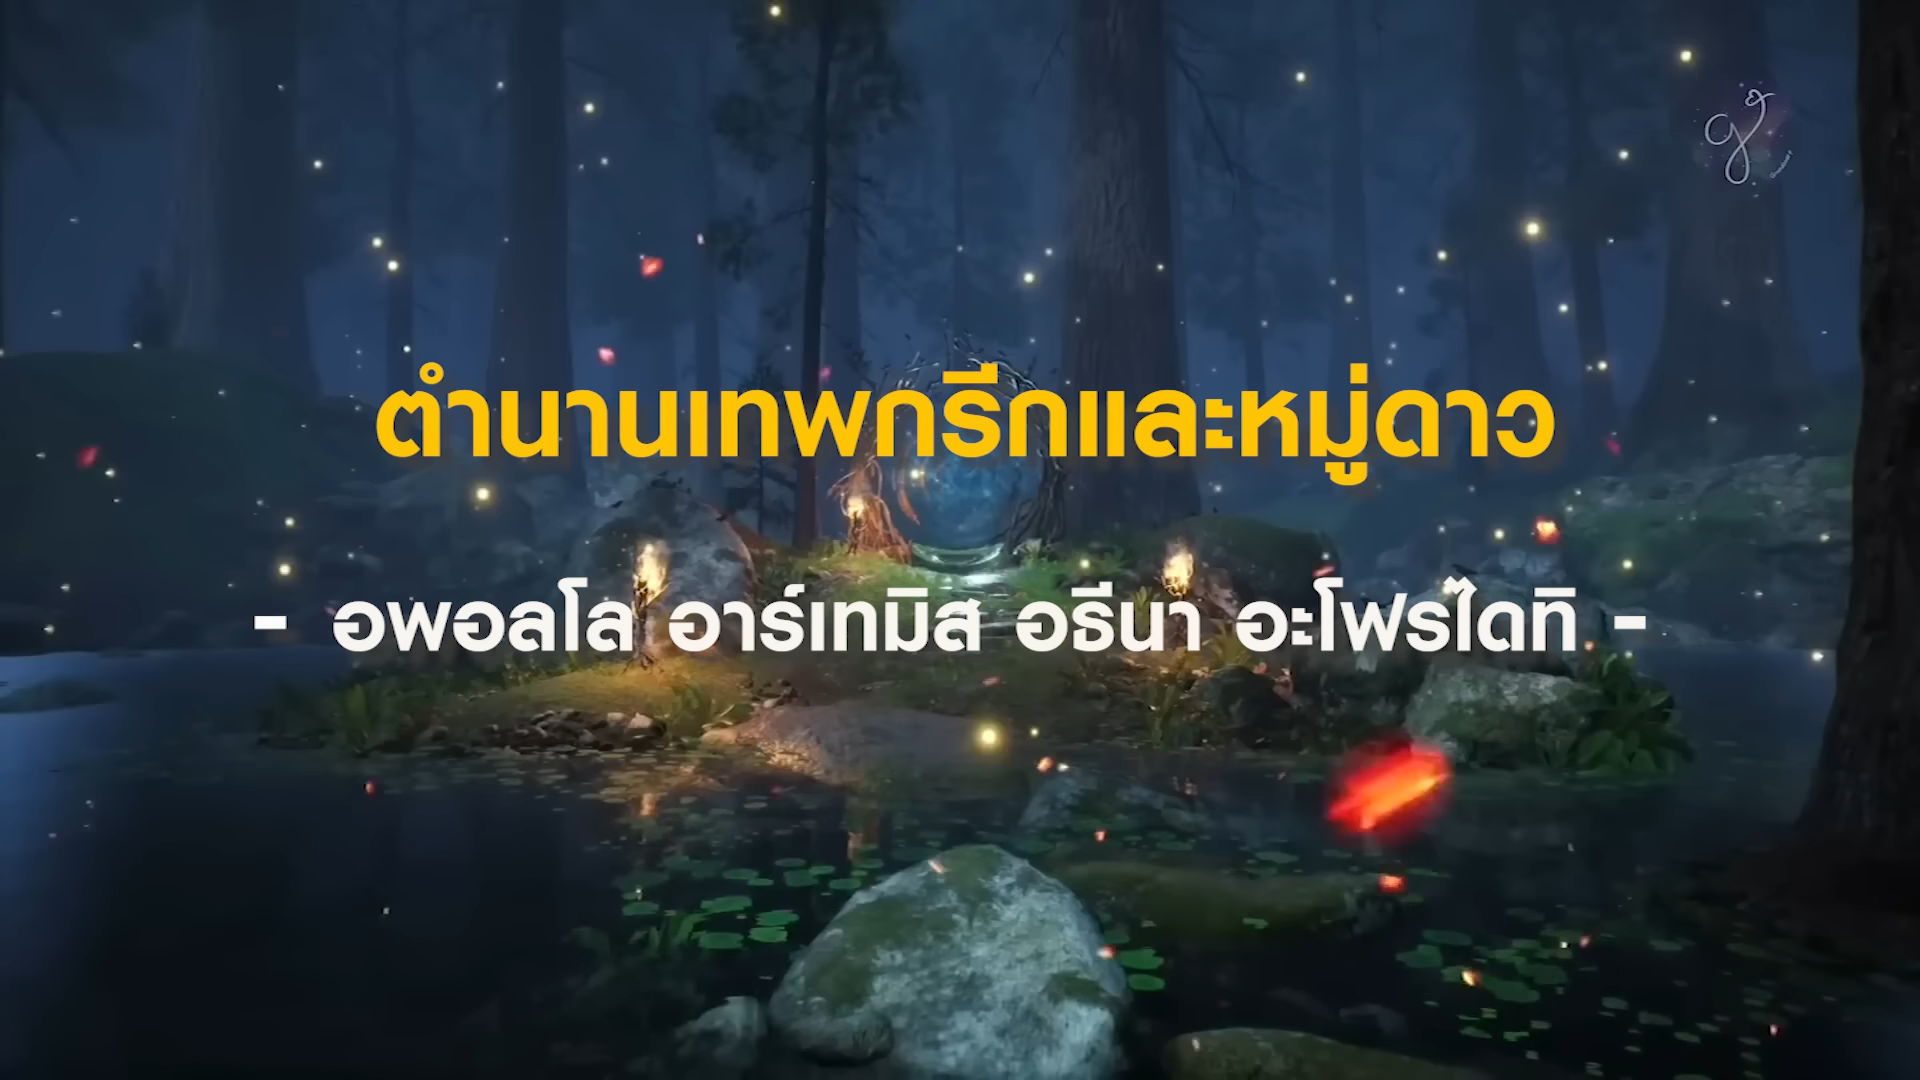 ตำนานเทพกรีกและหมู่ดาว
- อพอลโล อาร์เทมิส อธีนา อะโฟรไดทิ -